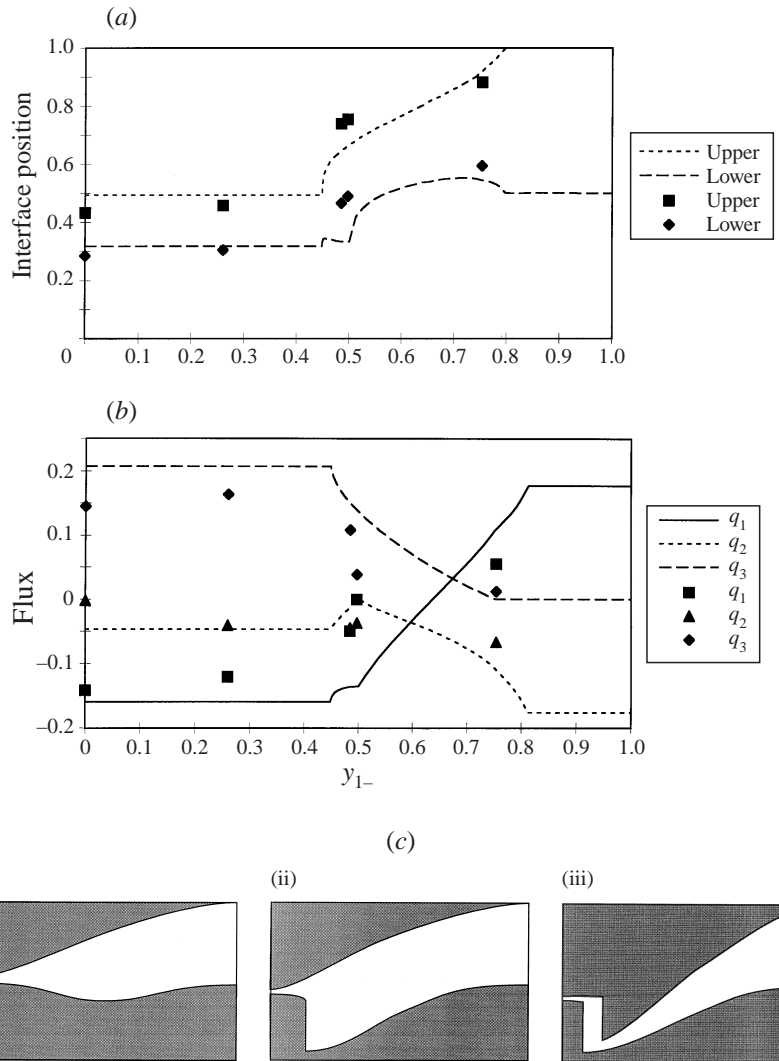 (a)
1.0
0.8
0.6
0.4
0.2
Interface position
0 0.1 0.2 0.3 0.4 0.5 0.6 0.7 0.8 0.9 1.0
Upper
Lower
Upper
Lower
(b)
0.2
0.1
0
–0.1
–0.2
Flux
0 0.1 0.2 0.3 0.4 0.5 0.6 0.7 0.8 0.9 1.0
y1–
q1
q2
q3
q1
q2
q3
(c)
(ii)
(iii)